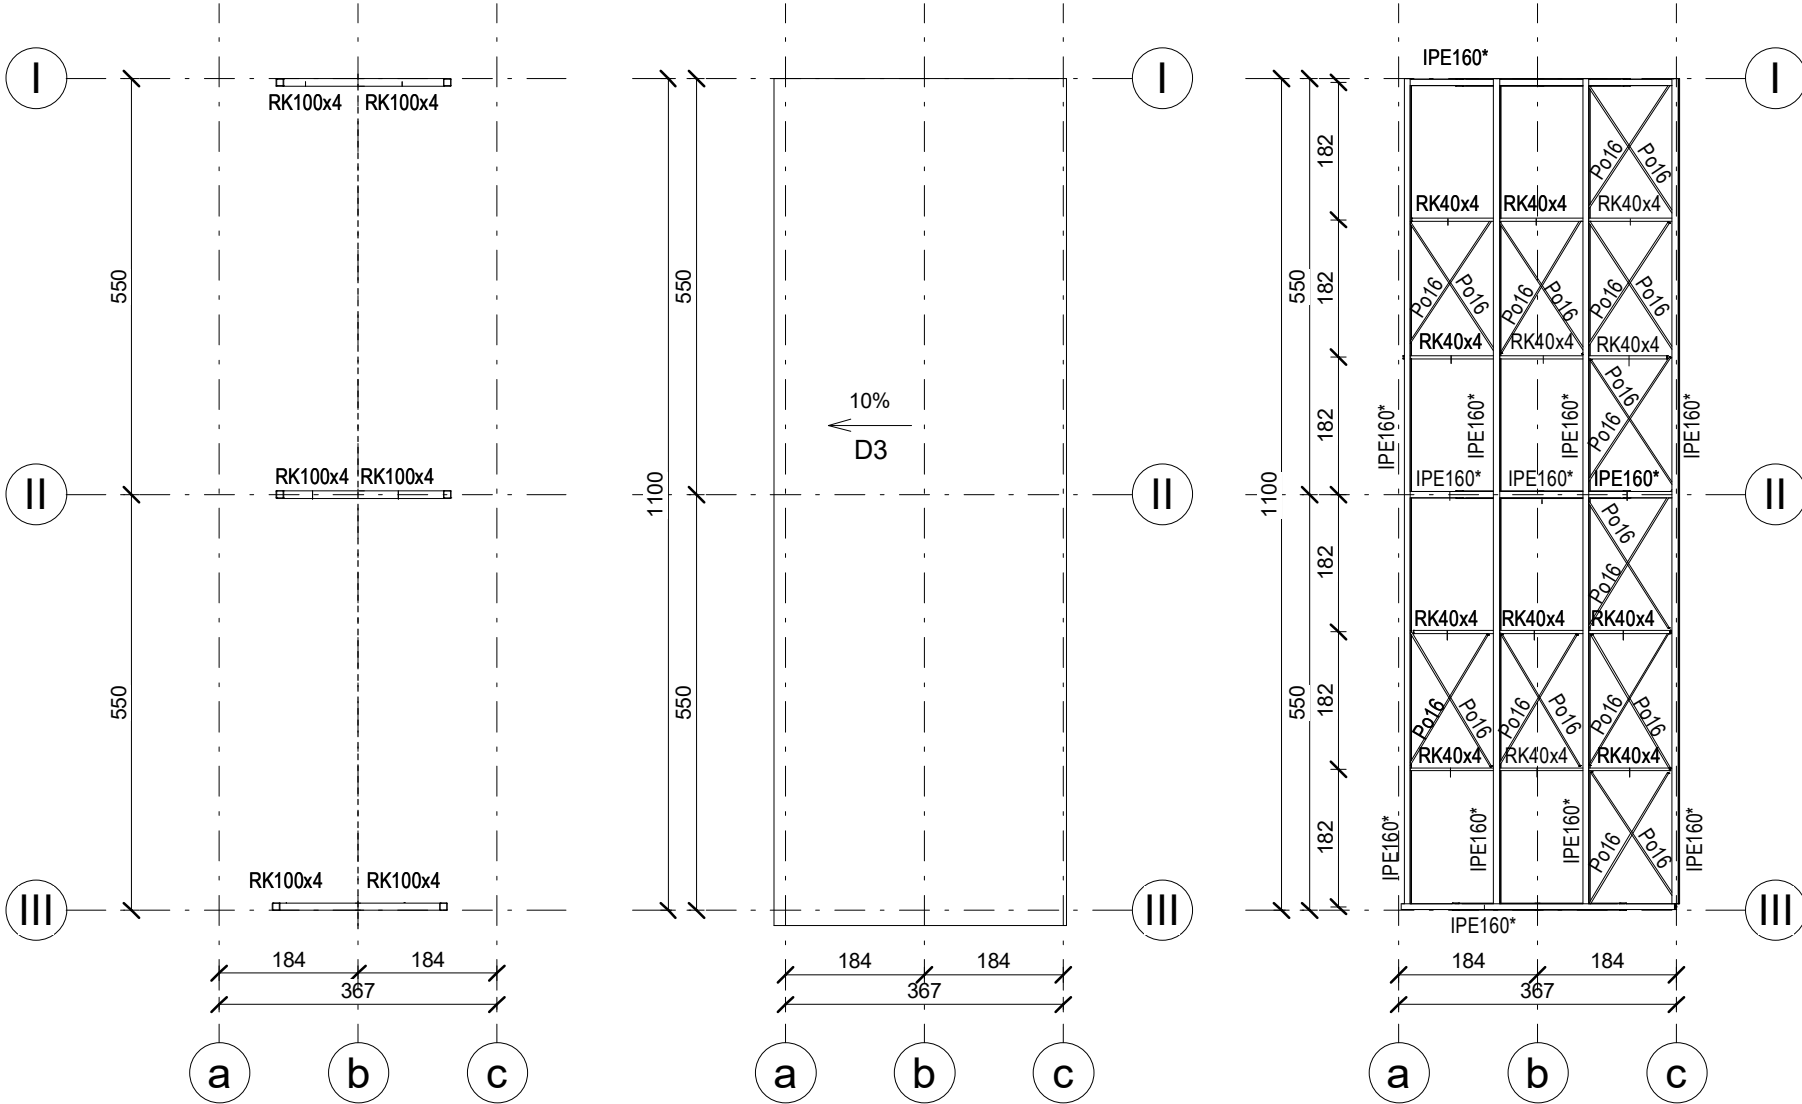 I
RK100x4 RK100x4
550
II
RK100x4 RK100x4
550
III
RK100x4 RK100x4
184 184
367
a b c
I
550
1100
10%
D3
II
550
III
184 184
367
a b c
IPE160*
I
182
Po16 Po16
RK40x4 RK40x4 RK40x4
550
182
Po16 Po16 Po16 Po16 Po16 Po16
RK40x4 RK40x4 RK40x4
182
Po16
Po16
IPE160* IPE160* IPE160* IPE160*
1100
IPE160* IPE160* IPE160*
II
182
Po16
Po16
RK40x4 RK40x4 RK40x4
550
182
Po16 Po16 Po16 Po16 Po16 Po16
RK40x4 RK40x4 RK40x4
182
IPE160* IPE160* IPE160* IPE160*
Po16 Po16
III
IPE160*
184 184
367
a b c